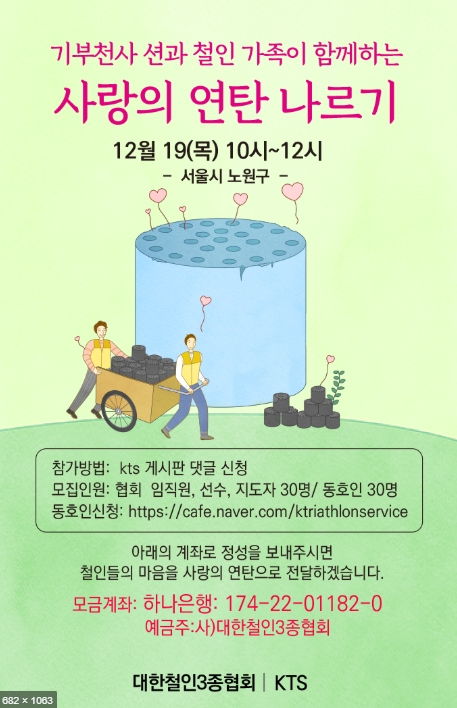 기부천사 션과 철인 가족이 함께하는
사랑의 연탄 나르기
12월 19(목) 10시~12시
- 서울시 노원구 -
참가방법: kts 게시판 댓글 신청
모집인원: 협회 임직원, 선수, 지도자 30명/ 동호인 30명
동호인신청: https://cafe.naver.com/ktriathlonservice
아래의 계좌로 정성을 보내주시면
철인들의 마음을 사랑의 연탄으로 전달하겠습니다.
모금계좌: 하나은행: 174-22-01182-0
예금주:사)대한철인3종협회
대한철인3종협회 | KTS
682 × 1063